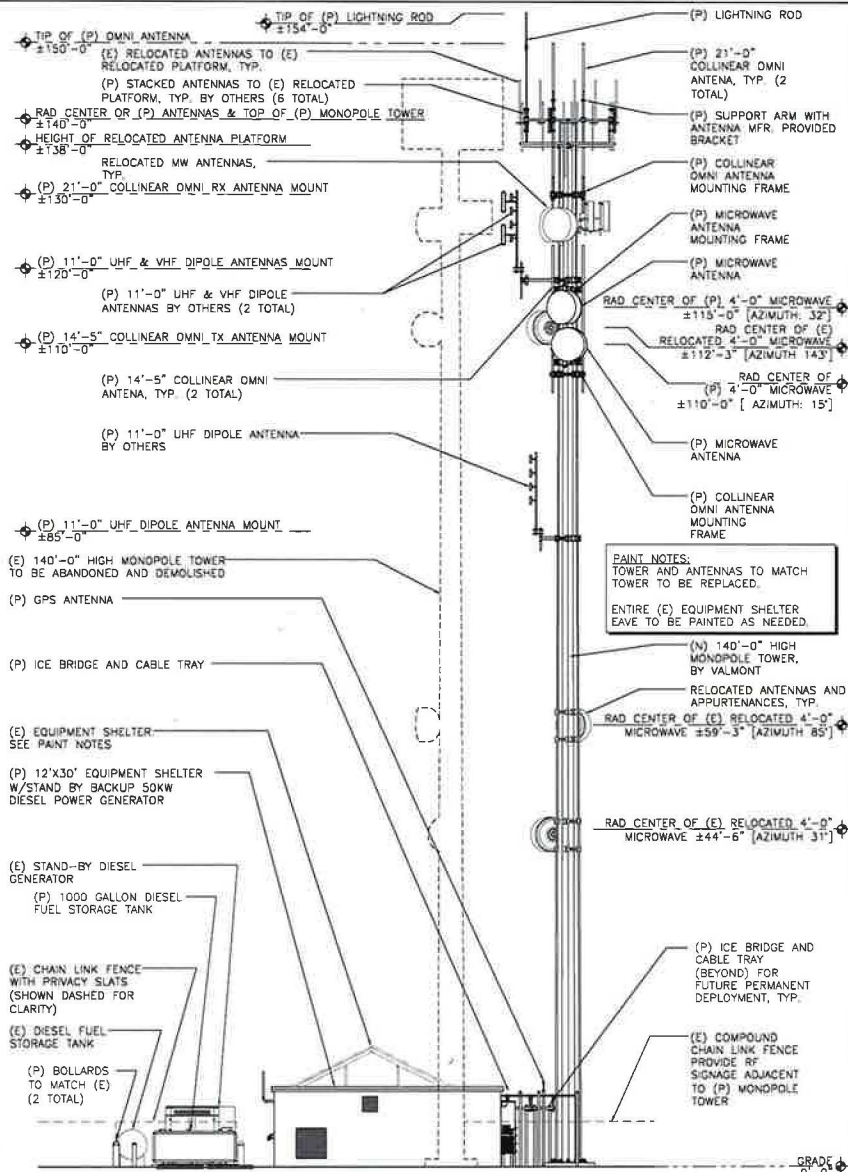 TIP OF (P) LIGHTNING ROD
±154'-0"
TIP OF (P) OMNI ANTENNA
±150'-0"
(E) RELOCATED ANTENNAS TO (E)
RELOCATED PLATFORM, TYP.
(P) STACKED ANTENNAS TO (E) RELOCATED
PLATFORM, TYP. BY OTHERS (6 TOTAL)
RAD CENTER OR (P) ANTENNAS & TOP OF (P) MONOPOLE TOWER
±140'-0"
HEIGHT OF RELOCATED ANTENNA PLATFORM
±138'-0"
RELOCATED MW ANTENNAS,
TYP.
(P) 21'-0" COLLINEAR OMNI RX ANTENNA MOUNT
±130'-0"
(P) 11'-0" UHF & VHF DIPOLE ANTENNAS MOUNT
±120'-0"
(P) 11'-0" UHF & VHF DIPOLE
ANTENNAS BY OTHERS (2 TOTAL)
(P) 14'-5" COLLINEAR OMNI TX ANTENNA MOUNT
±110'-0"
(P) 14'-5" COLLINEAR OMNI
ANTENA, TYP. (2 TOTAL)
(P) 11'-0" UHF DIPOLE ANTENNA
BY OTHERS
(P) 11'-0" UHF DIPOLE ANTENNA MOUNT
±85'-0"
(E) 140'-0" HIGH MONOPOLE TOWER
TO BE ABANDONED AND DEMOLISHED
(P) GPS ANTENNA
(P) ICE BRIDGE AND CABLE TRAY
(E) EQUIPMENT SHELTER
SEE PAINT NOTES
(P) 12'X30' EQUIPMENT SHELTER
W/STAND BY BACKUP 50KW
DIESEL POWER GENERATOR
(E) STAND-BY DIESEL
GENERATOR
(P) 1000 GALLON DIESEL
FUEL STORAGE TANK
(E) CHAIN LINK FENCE
WITH PRIVACY SLATS
(SHOWN DASHED FOR
CLARITY)
(E) DIESEL FUEL
STORAGE TANK
(P) BOLLARDS
TO MATCH (E)
(2 TOTAL)
(P) LIGHTNING ROD
(P) 21'-0"
COLLINEAR OMNI
ANTENA, TYP. (2
TOTAL)
(P) SUPPORT ARM WITH
ANTENNA MFR. PROVIDED
BRACKET
(P) COLLINEAR
OMNI ANTENNA
MOUNTING FRAME
(P) MICROWAVE
ANTENNA
MOUNTING FRAME
(P) MICROWAVE
ANTENNA
RAD CENTER OF (P) 4'-0" MICROWAVE
±115'-0" [AZIMUTH: 32°]
RAD CENTER OF (E)
RELOCATED 4'-0" MICROWAVE
±112'-3" [AZIMUTH 143°]
RAD CENTER OF
(P) 4'-0" MICROWAVE
±110'-0" [ AZIMUTH: 15°]
(P) MICROWAVE
ANTENNA
(P) COLLINEAR
OMNI ANTENNA
MOUNTING
FRAME
PAINT NOTES:
TOWER AND ANTENNAS TO MATCH
TOWER TO BE REPLACED.
ENTIRE (E) EQUIPMENT SHELTER
EAVE TO BE PAINTED AS NEEDED.
(N) 140'-0" HIGH
MONOPOLE TOWER,
BY VALMONT
RELOCATED ANTENNAS AND
APPURTENANCES, TYP.
RAD CENTER OF (E) RELOCATED 4'-0"
MICROWAVE ±59'-3" [AZIMUTH 85°]
RAD CENTER OF (E) RELOCATED 4'-0"
MICROWAVE ±44'-6" [AZIMUTH 31°]
(P) ICE BRIDGE AND
CABLE TRAY
(BEYOND) FOR
FUTURE PERMANENT
DEPLOYMENT, TYP.
(E) COMPOUND
CHAIN LINK FENCE
PROVIDE RF
SIGNAGE ADJACENT
TO (P) MONOPOLE
TOWER
GRADE
0'-0"